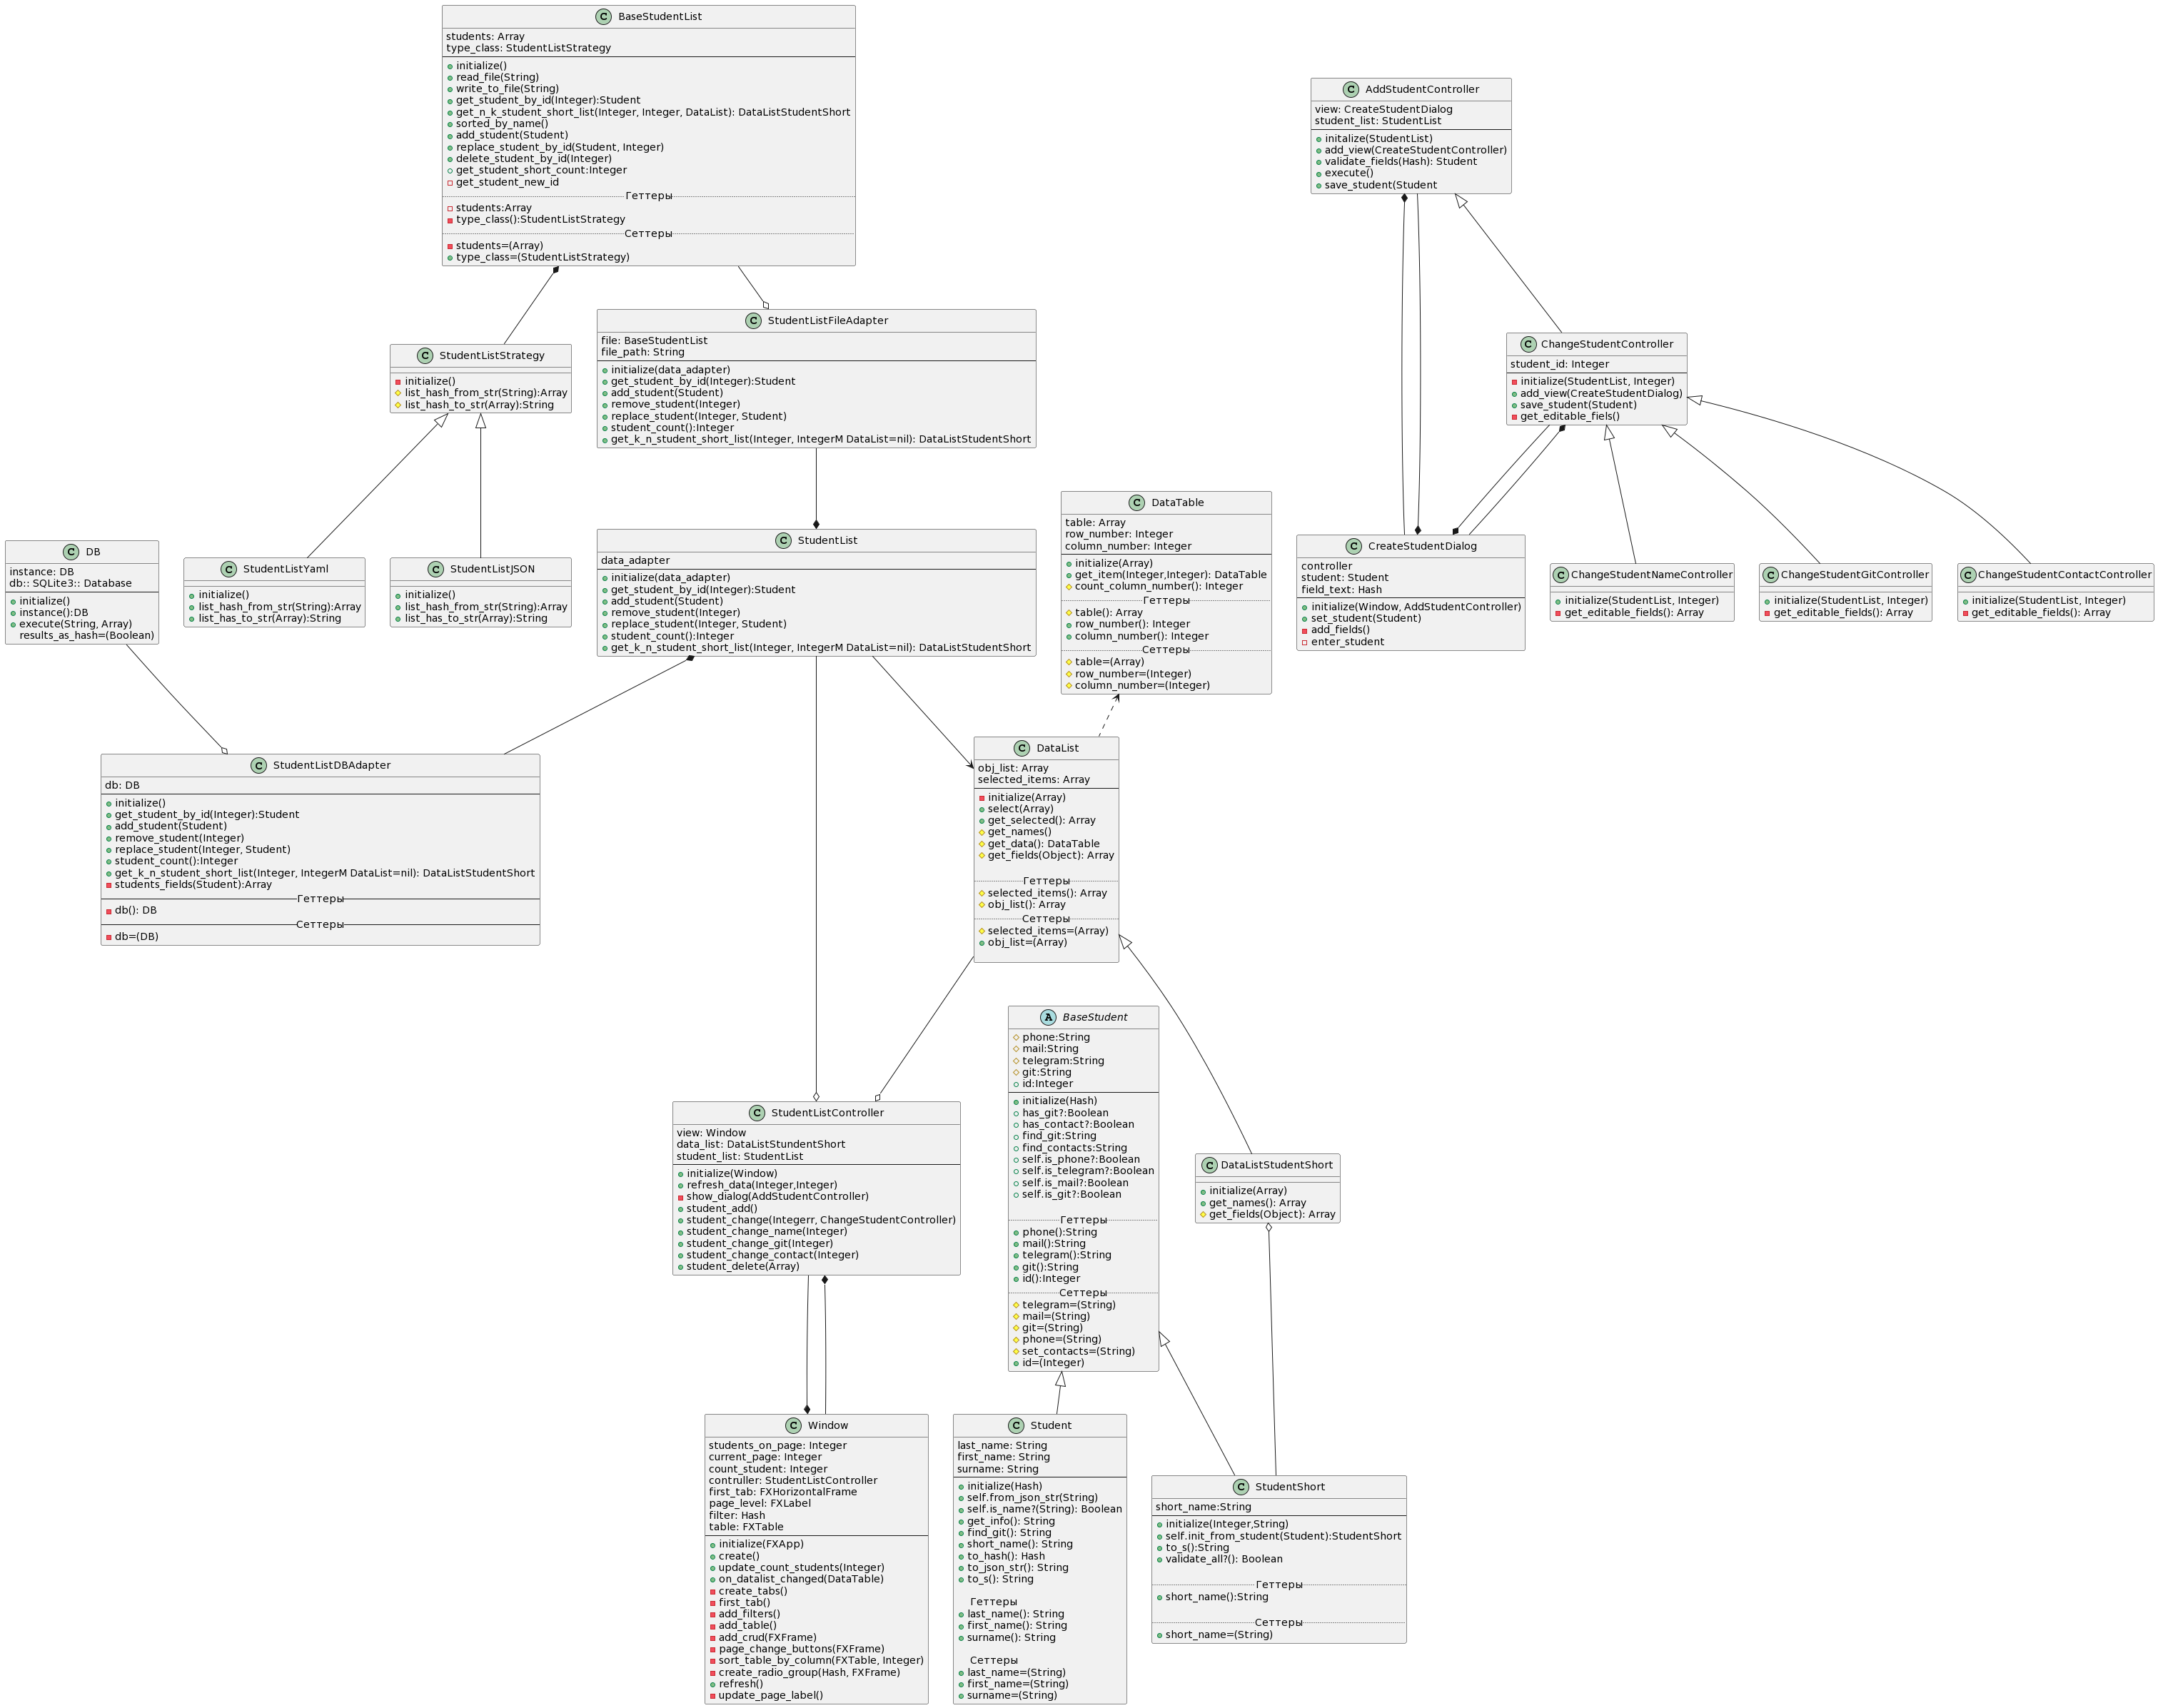 C BaseStudentList
students: Array
type_class: StudentListStrategy
initialize()
read_file(String)
write_to_file(String)
get_student_by_id(Integer):Student
get_n_k_student_short_list(Integer, Integer, DataList): DataListStudentShort
sorted_by_name()
add_student(Student)
replace_student_by_id(Student, Integer)
delete_student_by_id(Integer)
get_student_short_count:Integer
get_student_new_id
Геттеры
students:Array
type_class():StudentListStrategy
Сеттеры
students=(Array)
type_class=(StudentListStrategy)
C AddStudentController
view: CreateStudentDialog
student_list: StudentList
initalize(StudentList)
add_view(CreateStudentController)
validate_fields(Hash): Student
execute()
save_student(Student
C StudentListStrategy
initialize()
list_hash_from_str(String):Array
list_hash_to_str(Array):String
C StudentListFileAdapter
file: BaseStudentList
file_path: String
initialize(data_adapter)
get_student_by_id(Integer):Student
add_student(Student)
remove_student(Integer)
replace_student(Integer, Student)
student_count():Integer
get_k_n_student_short_list(Integer, IntegerM DataList=nil): DataListStudentShort
C ChangeStudentController
student_id: Integer
initialize(StudentList, Integer)
add_view(CreateStudentDialog)
save_student(Student)
get_editable_fiels()
C DB
instance: DB
db:: SQLite3:: Database
initialize()
instance():DB
execute(String, Array)
results_as_hash=(Boolean)
C StudentListYaml
initialize()
list_hash_from_str(String):Array
list_has_to_str(Array):String
C StudentListJSON
initialize()
list_hash_from_str(String):Array
list_has_to_str(Array):String
C StudentList
data_adapter
initialize(data_adapter)
get_student_by_id(Integer):Student
add_student(Student)
remove_student(Integer)
replace_student(Integer, Student)
student_count():Integer
get_k_n_student_short_list(Integer, IntegerM DataList=nil): DataListStudentShort
C DataTable
table: Array
row_number: Integer
column_number: Integer
initialize(Array)
get_item(Integer,Integer): DataTable
count_column_number(): Integer
Геттеры
table(): Array
row_number(): Integer
column_number(): Integer
Сеттеры
table=(Array)
row_number=(Integer)
column_number=(Integer)
C CreateStudentDialog
controller
student: Student
field_text: Hash
initialize(Window, AddStudentController)
set_student(Student)
add_fields()
enter_student
C ChangeStudentNameController
initialize(StudentList, Integer)
get_editable_fields(): Array
C ChangeStudentGitController
initialize(StudentList, Integer)
get_editable_fields(): Array
C ChangeStudentContactController
initialize(StudentList, Integer)
get_editable_fields(): Array
C StudentListDBAdapter
db: DB
initialize()
get_student_by_id(Integer):Student
add_student(Student)
remove_student(Integer)
replace_student(Integer, Student)
student_count():Integer
get_k_n_student_short_list(Integer, IntegerM DataList=nil): DataListStudentShort
students_fields(Student):Array
Геттеры
db(): DB
Сеттеры
db=(DB)
C DataList
obj_list: Array
selected_items: Array
initialize(Array)
select(Array)
get_selected(): Array
get_names()
get_data(): DataTable
get_fields(Object): Array
Геттеры
selected_items(): Array
obj_list(): Array
Сеттеры
selected_items=(Array)
obj_list=(Array)
A BaseStudent
phone:String
mail:String
telegram:String
git:String
id:Integer
initialize(Hash)
has_git?:Boolean
has_contact?:Boolean
find_git:String
find_contacts:String
self.is_phone?:Boolean
self.is_telegram?:Boolean
self.is_mail?:Boolean
self.is_git?:Boolean
Геттеры
phone():String
mail():String
telegram():String
git():String
id():Integer
Сеттеры
telegram=(String)
mail=(String)
git=(String)
phone=(String)
set_contacts=(String)
id=(Integer)
C StudentListController
view: Window
data_list: DataListStundentShort
student_list: StudentList
initialize(Window)
refresh_data(Integer,Integer)
show_dialog(AddStudentController)
student_add()
student_change(Integerr, ChangeStudentController)
student_change_name(Integer)
student_change_git(Integer)
student_change_contact(Integer)
student_delete(Array)
C DataListStudentShort
initialize(Array)
get_names(): Array
get_fields(Object): Array
C Window
students_on_page: Integer
current_page: Integer
count_student: Integer
contruller: StudentListController
first_tab: FXHorizontalFrame
page_level: FXLabel
filter: Hash
table: FXTable
initialize(FXApp)
create()
update_count_students(Integer)
on_datalist_changed(DataTable)
create_tabs()
first_tab()
add_filters()
add_table()
add_crud(FXFrame)
page_change_buttons(FXFrame)
sort_table_by_column(FXTable, Integer)
create_radio_group(Hash, FXFrame)
refresh()
update_page_label()
C Student
last_name: String
first_name: String
surname: String
initialize(Hash)
self.from_json_str(String)
self.is_name?(String): Boolean
get_info(): String
find_git(): String
short_name(): String
to_hash(): Hash
to_json_str(): String
to_s(): String
Геттеры
last_name(): String
first_name(): String
surname(): String
Сеттеры
last_name=(String)
first_name=(String)
surname=(String)
C StudentShort
short_name:String
initialize(Integer,String)
self.init_from_student(Student):StudentShort
to_s():String
validate_all?(): Boolean
Геттеры
short_name():String
Сеттеры
short_name=(String)